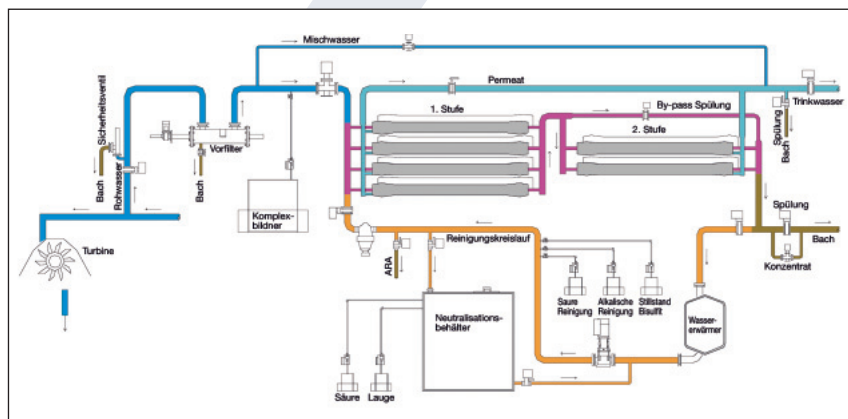 Mischwasser
Permeat
Sicherheitsventil
1. Stufe
By-pass Spülung
Trinkwasser
2. Stufe
Spülung
Bach
Vorfilter
Rohwasser
Bach
Bach
Komplex-
bildner
Spülung
Bach
Konzentrat
Turbine
Reinigungskreislauf
ARA
Saure
Reinigung
Alkalische
Reinigung
Stillstand
Bisulfit
Neutralisations-
behälter
Wasser-
erwärmer
Säure
Lauge